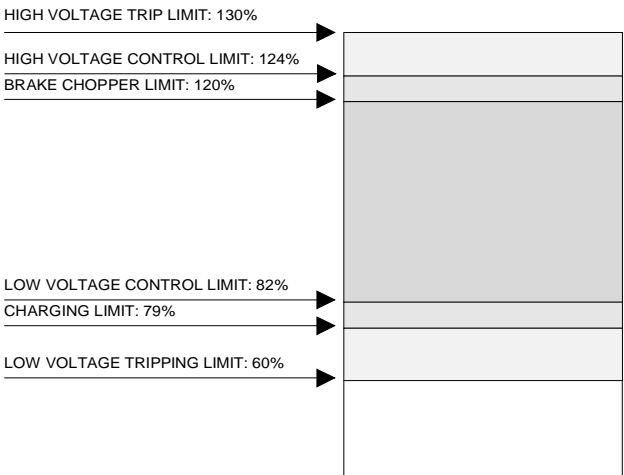 HIGH VOLTAGE TRIP LIMIT: 130%
HIGH VOLTAGE CONTROL LIMIT: 124%
BRAKE CHOPPER LIMIT: 120%
LOW VOLTAGE CONTROL LIMIT: 82%
CHARGING LIMIT: 79%
LOW VOLTAGE TRIPPING LIMIT: 60%